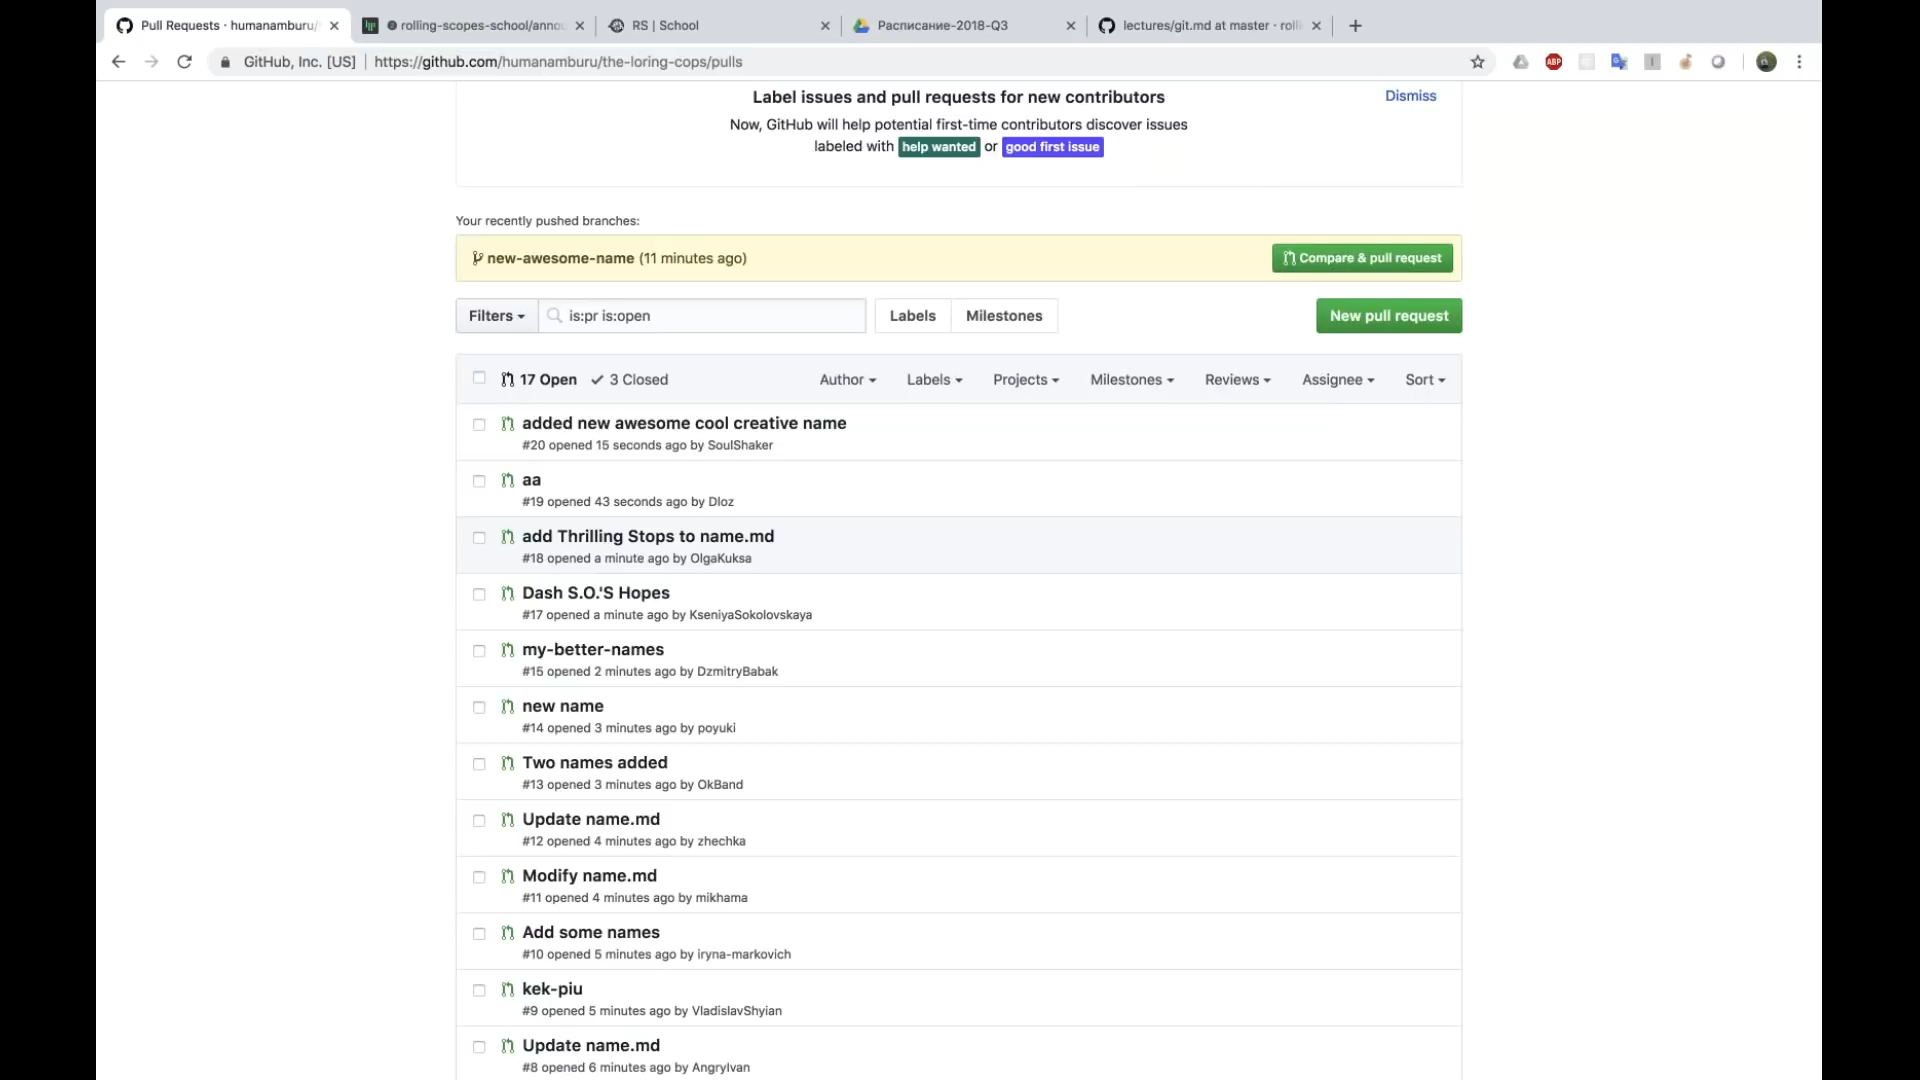 Pull Requests · humanamburu/
rolling-scopes-school/anno
RS | School
Расписание-2018-Q3
lectures/git.md at master · roll
GitHub, Inc. [US] | https://github.com/humanamburu/the-loring-cops/pulls
ABP
Label issues and pull requests for new contributors
Dismiss
Now, GitHub will help potential first-time contributors discover issues
labeled with help wanted or good first issue
Your recently pushed branches:
new-awesome-name (11 minutes ago)
Compare & pull request
Filters
is:pr is:open
Labels
Milestones
New pull request
17 Open
3 Closed
Author
Labels
Projects
Milestones
Reviews
Assignee
Sort
added new awesome cool creative name
#20 opened 15 seconds ago by SoulShaker
aa
#19 opened 43 seconds ago by Dloz
add Thrilling Stops to name.md
#18 opened a minute ago by OlgaKuksa
Dash S.O.'S Hopes
#17 opened a minute ago by KseniyaSokolovskaya
my-better-names
#15 opened 2 minutes ago by DzmitryBabak
new name
#14 opened 3 minutes ago by poyuki
Two names added
#13 opened 3 minutes ago by OkBand
Update name.md
#12 opened 4 minutes ago by zhechka
Modify name.md
#11 opened 4 minutes ago by mikhama
Add some names
#10 opened 5 minutes ago by iryna-markovich
kek-piu
#9 opened 5 minutes ago by VladislavShyian
Update name.md
#8 opened 6 minutes ago by AngryIvan